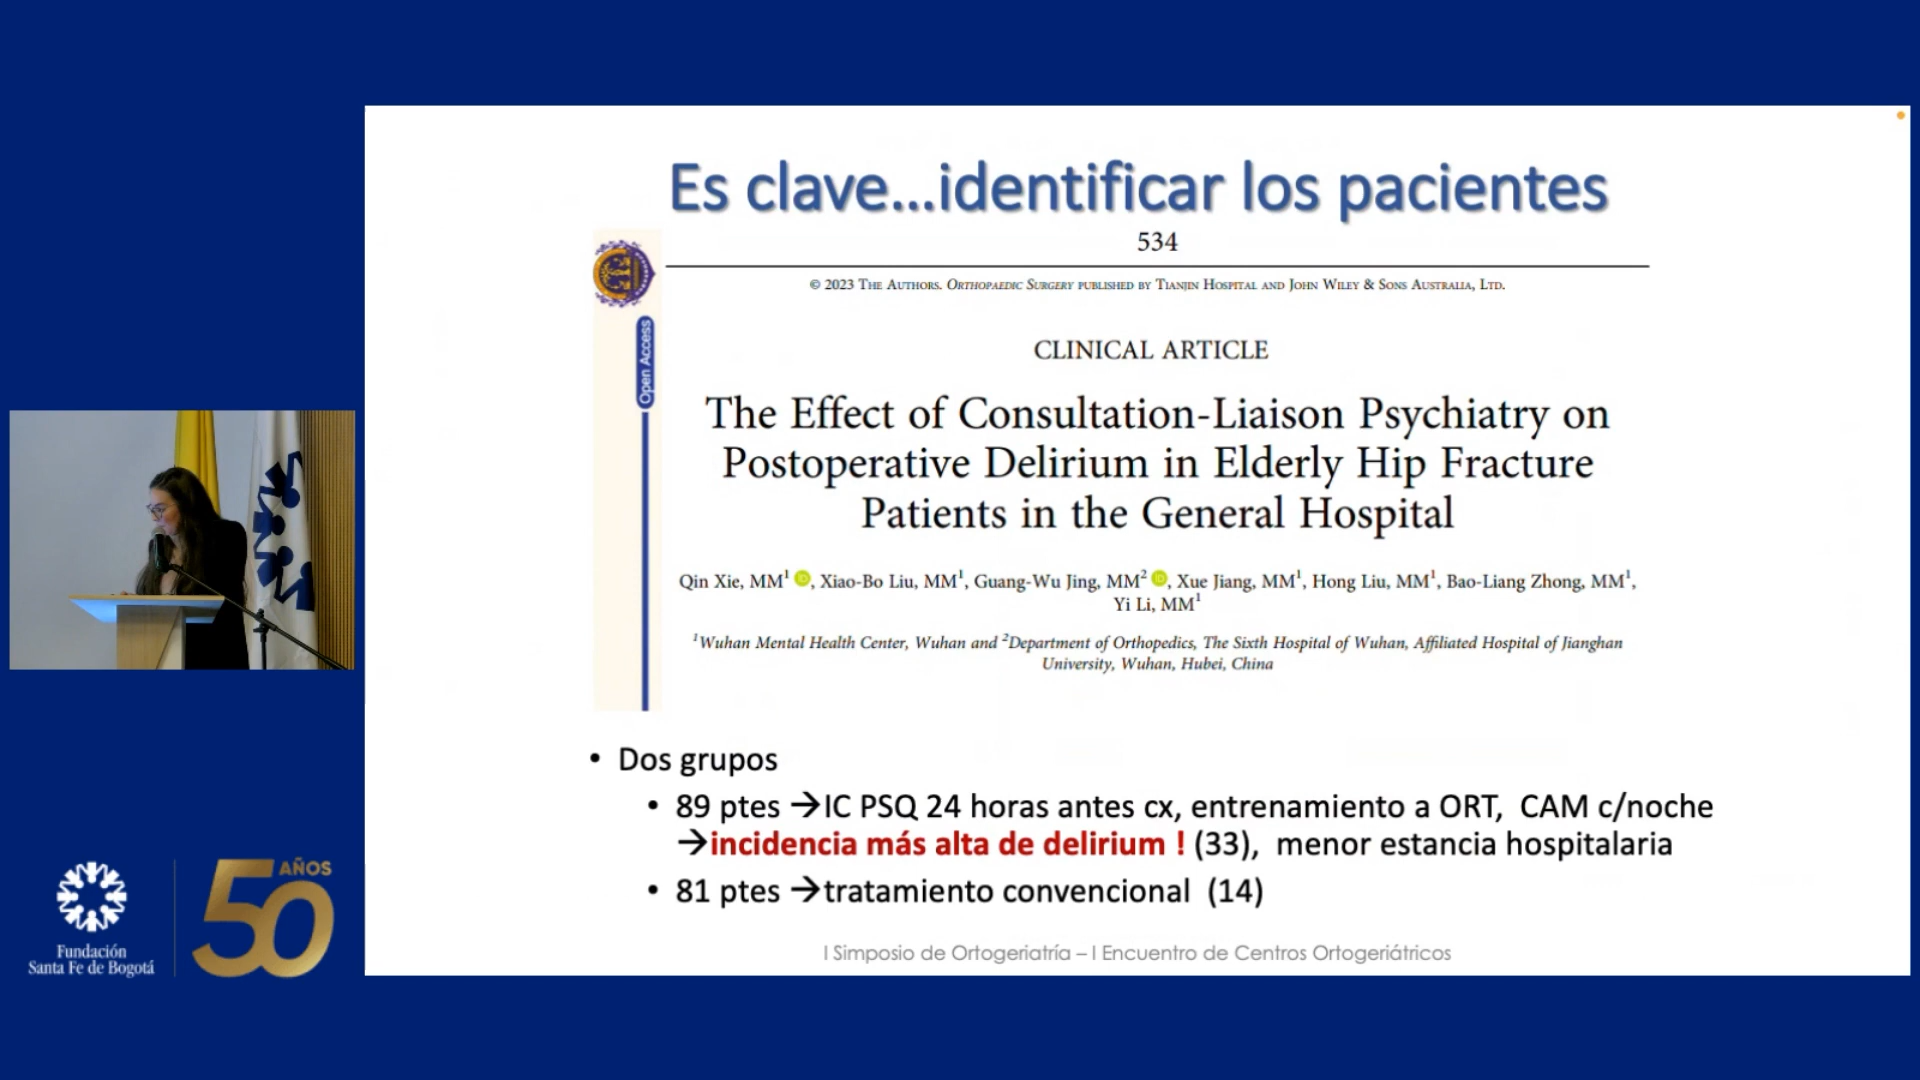 Es clave...identificar los pacientes
534
© 2023 THE AUTHORS. ORTHOPAEDIC SURGERY PUBLISHED BY TIANJIN HOSPITAL AND JOHN WILEY & SONS AUSTRALIA, LTD.
Open Access
CLINICAL ARTICLE
The Effect of Consultation-Liaison Psychiatry on
Postoperative Delirium in Elderly Hip Fracture
Patients in the General Hospital
Qin Xie, MM¹ iD, Xiao-Bo Liu, MM¹, Guang-Wu Jing, MM² iD, Xue Jiang, MM¹, Hong Liu, MM¹, Bao-Liang Zhong, MM¹,
Yi Li, MM¹
¹Wuhan Mental Health Center, Wuhan and ²Department of Orthopedics, The Sixth Hospital of Wuhan, Affiliated Hospital of Jianghan
University, Wuhan, Hubei, China
• Dos grupos
• 89 ptes →IC PSQ 24 horas antes cx, entrenamiento a ORT, CAM c/noche
→incidencia más alta de delirium ! (33), menor estancia hospitalaria
• 81 ptes →tratamiento convencional (14)
I Simposio de Ortogeriatría – I Encuentro de Centros Ortogeriátricos
Fundación
Santa Fe de Bogotá
50 AÑOS